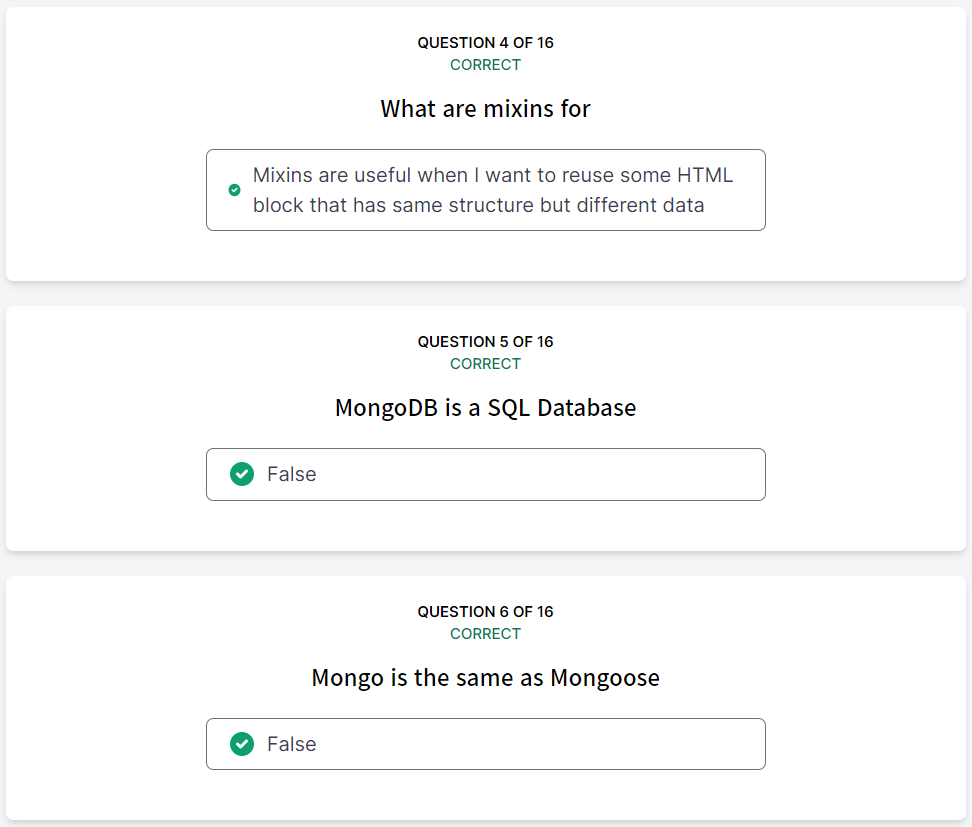 QUESTION 4 OF 16
CORRECT
What are mixins for
Mixins are useful when I want to reuse some HTML
block that has same structure but different data
QUESTION 5 OF 16
CORRECT
MongoDB is a SQL Database
False
QUESTION 6 OF 16
CORRECT
Mongo is the same as Mongoose
False